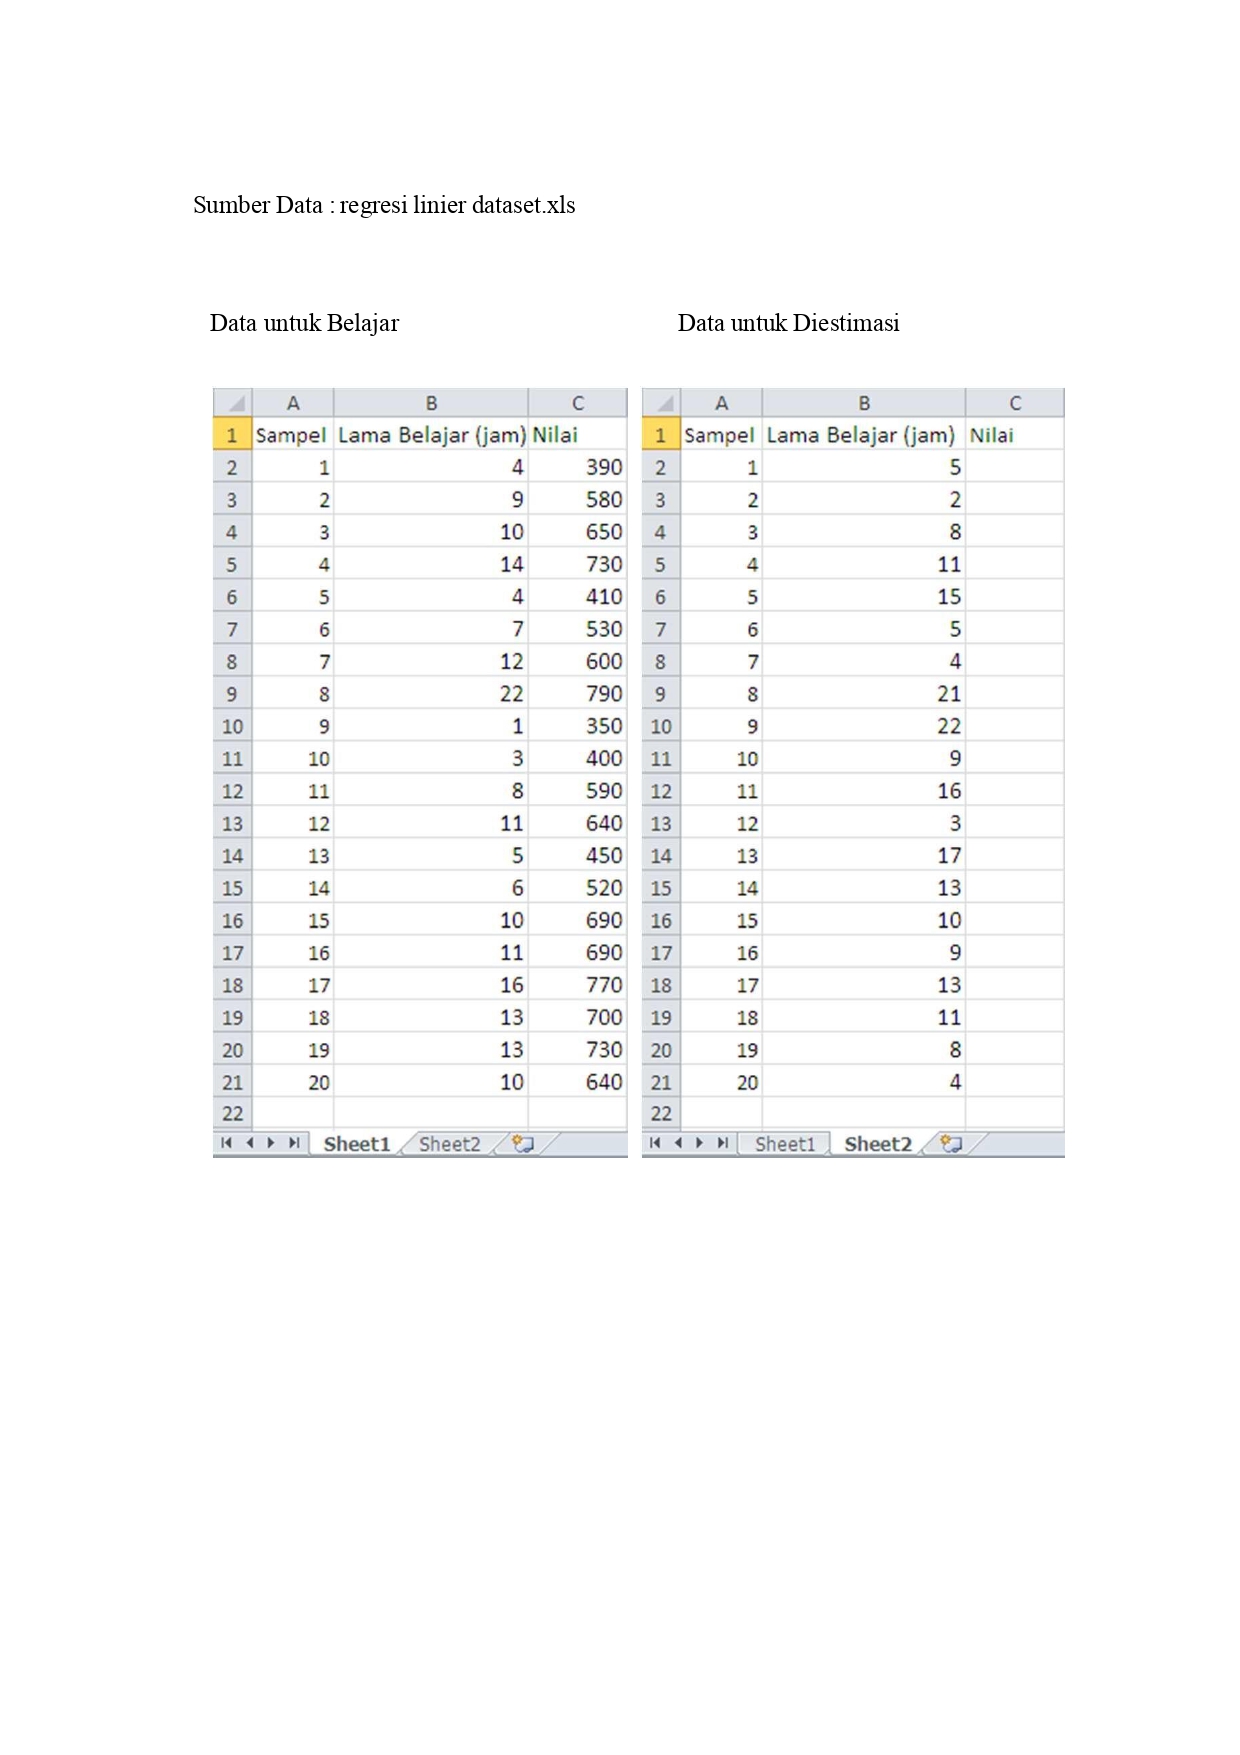 Sumber Data : regresi linier dataset.xls
Data untuk Belajar
Data untuk Diestimasi
A B C
1 Sampel Lama Belajar (jam) Nilai
2 1 4 390
3 2 9 580
4 3 10 650
5 4 14 730
6 5 4 410
7 6 7 530
8 7 12 600
9 8 22 790
10 9 1 350
11 10 3 400
12 11 8 590
13 12 11 640
14 13 5 450
15 14 6 520
16 15 10 690
17 16 11 690
18 17 16 770
19 18 13 700
20 19 13 730
21 20 10 640
22
Sheet1 Sheet2
A B C
1 Sampel Lama Belajar (jam) Nilai
2 1 5
3 2 2
4 3 8
5 4 11
6 5 15
7 6 5
8 7 4
9 8 21
10 9 22
11 10 9
12 11 16
13 12 3
14 13 17
15 14 13
16 15 10
17 16 9
18 17 13
19 18 11
20 19 8
21 20 4
22
Sheet1 Sheet2